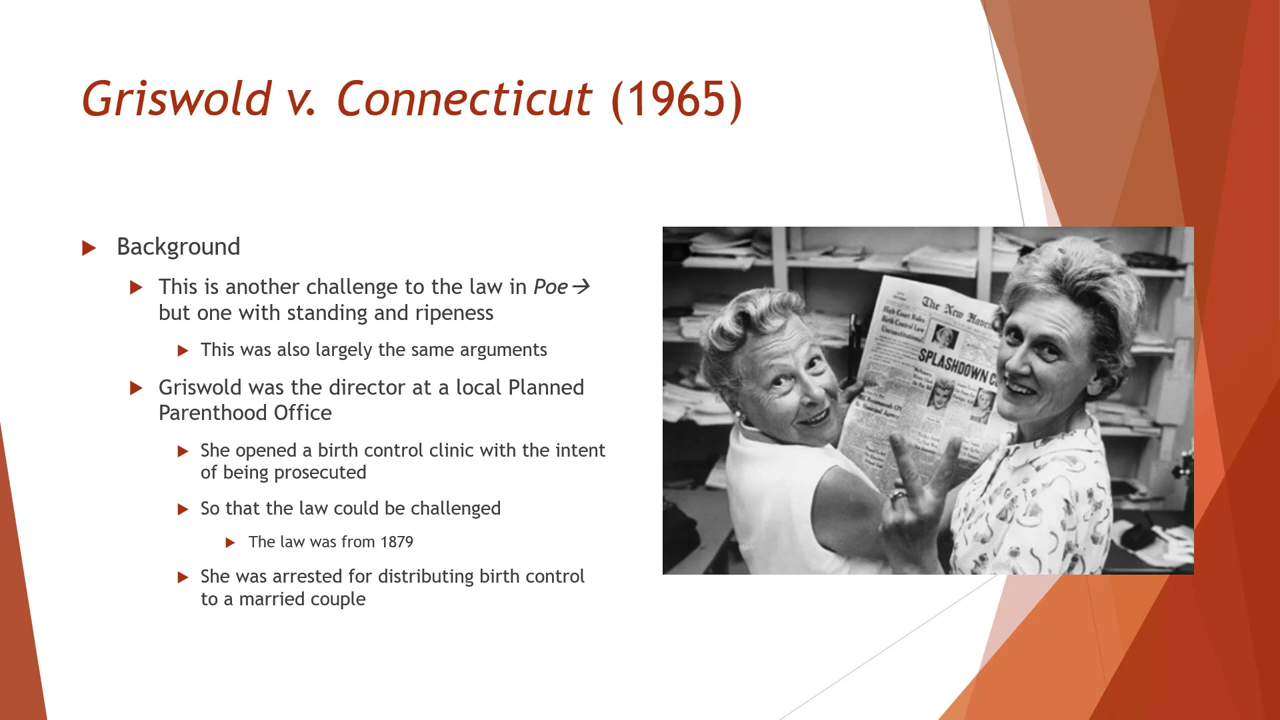 Griswold v. Connecticut (1965)
Background
This is another challenge to the law in Poe→
but one with standing and ripeness
This was also largely the same arguments
Griswold was the director at a local Planned
Parenthood Office
She opened a birth control clinic with the intent
of being prosecuted
So that the law could be challenged
The law was from 1879
She was arrested for distributing birth control
to a married couple
The New Haven
High Court Rules
Birth Control Law
Unconstitutional
SPLASHDOWN